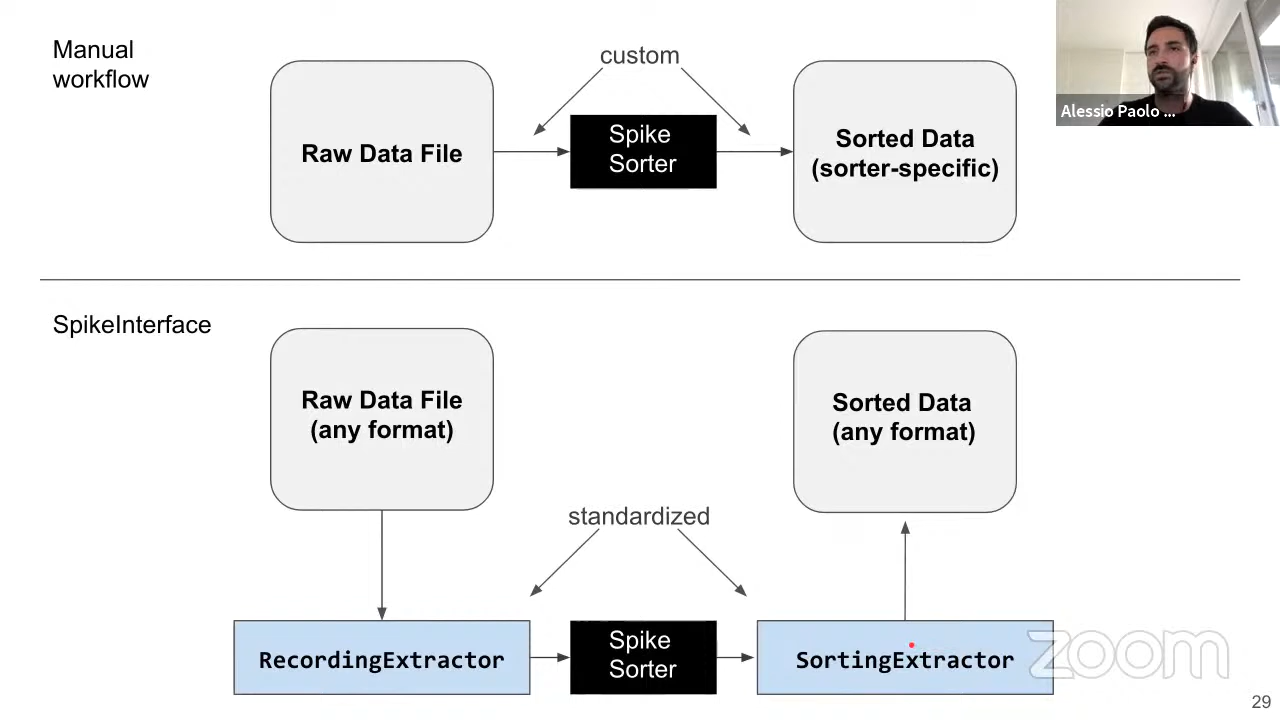 Manual
workflow
custom
Raw Data File
Spike
Sorter
Sorted Data
(sorter-specific)
Alessio Paolo ...
SpikeInterface
Raw Data File
(any format)
Sorted Data
(any format)
standardized
RecordingExtractor
Spike
Sorter
SortingExtractor
zoom
29